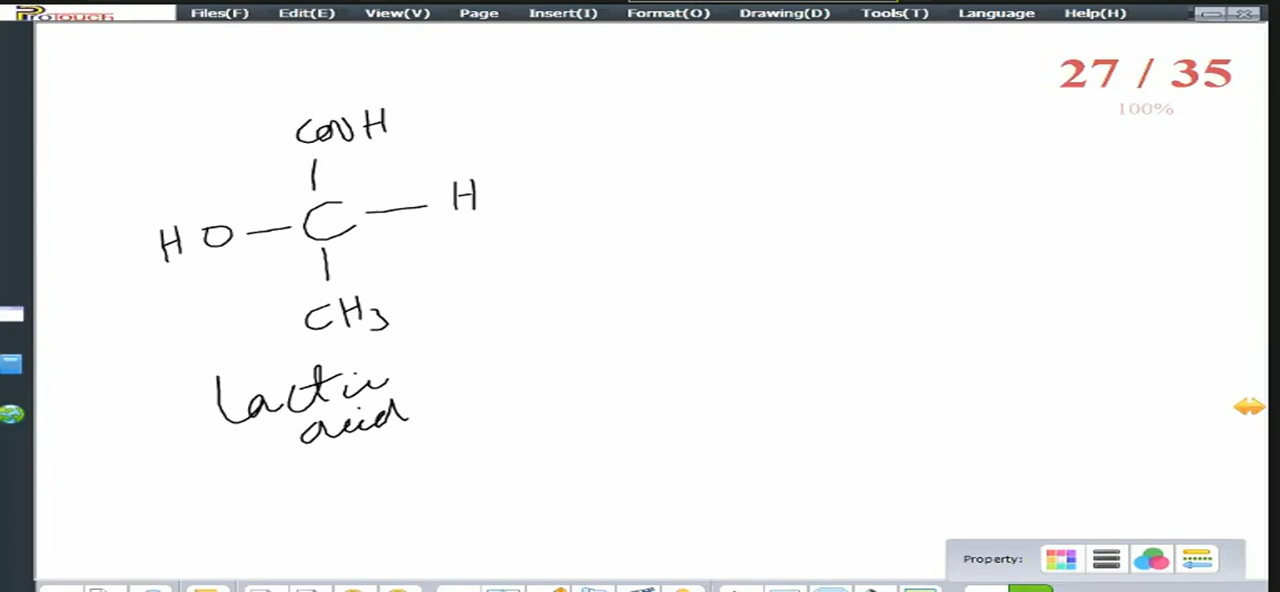 ProTouch Files(F) Edit(E) View(V) Page Insert(I) Format(O) Drawing(D) Tools(T) Language Help(H)
27 / 35
100%
COOH
HO C H
CH3
Lactic
acid
Property: